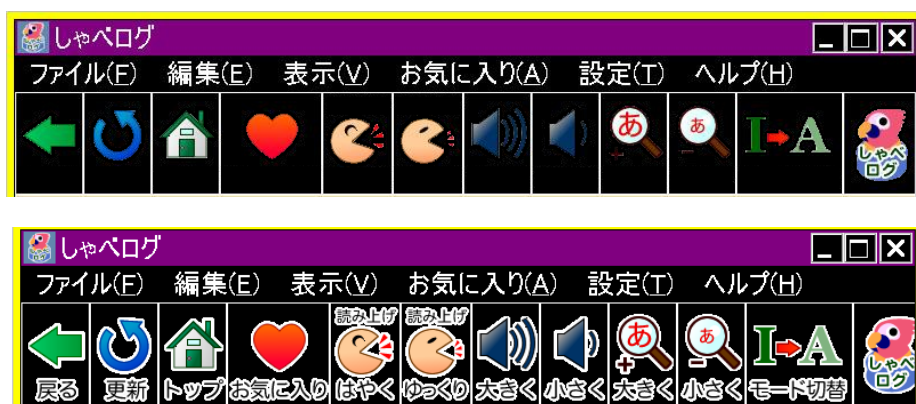 しゃべログ
ファイル(F) 編集(E) 表示(V) お気に入り(A) 設定(T) ヘルプ(H)
あ あ I A しゃべログ
しゃべログ
ファイル(F) 編集(E) 表示(V) お気に入り(A) 設定(T) ヘルプ(H)
読み上げ 読み上げ あ あ I A しゃべログ
戻る 更新 トップ お気に入り はやく ゆっくり 大きく 小さく 大きく 小さく モード切替